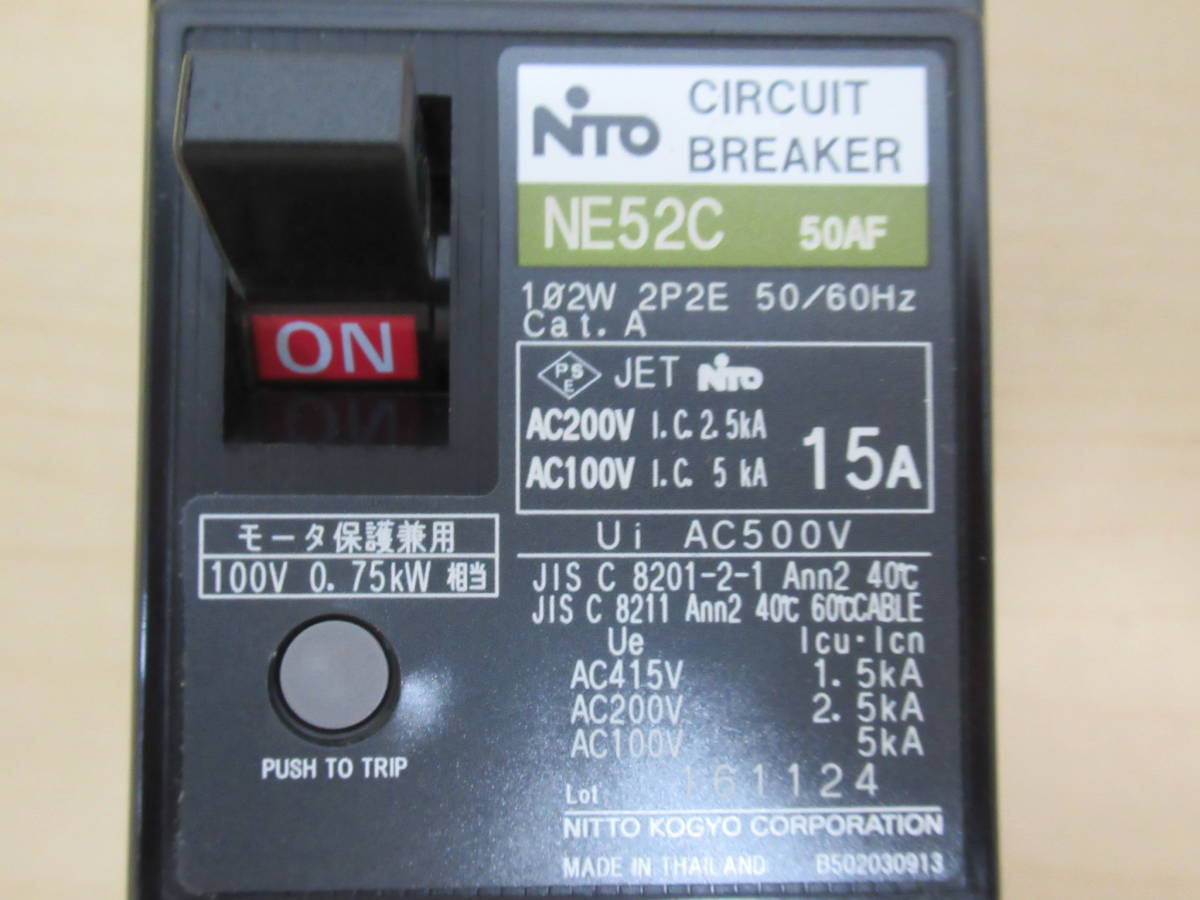 NiTO
CIRCUIT
BREAKER
NE52C 50AF
102W 2P2E 50/60Hz
Cat. A
PSE JET NiTO
AC200V I.C. 2.5kA
AC100V I.C. 5 kA
15A
Ui AC500V
JIS C 8201-2-1 Ann2 40℃
JIS C 8211 Ann2 40℃ 60℃CABLE
Ue Icu・Icn
AC415V 1.5kA
AC200V 2.5kA
AC100V 5kA
Lot 161124
NITTO KOGYO CORPORATION
MADE IN THAILAND B502030913
ON
モータ保護兼用
100V 0.75kW 相当
PUSH TO TRIP